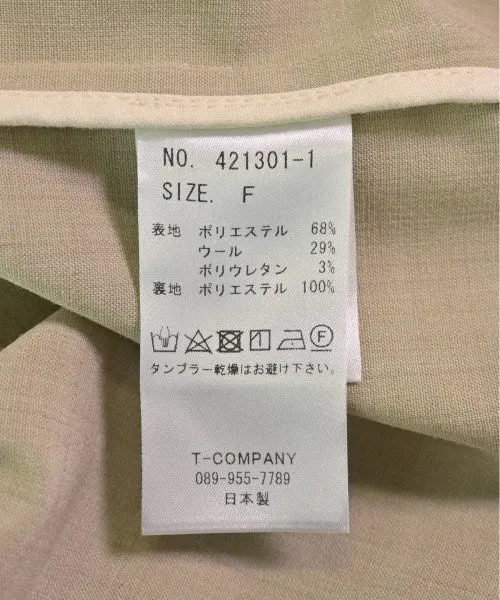 NO. 421301-1
SIZE. F
表地 ポリエステル 68%
ウール 29%
ポリウレタン 3%
裏地 ポリエステル 100%
タンブラー乾燥はお避け下さい。
T-COMPANY
089-955-7789
日本製